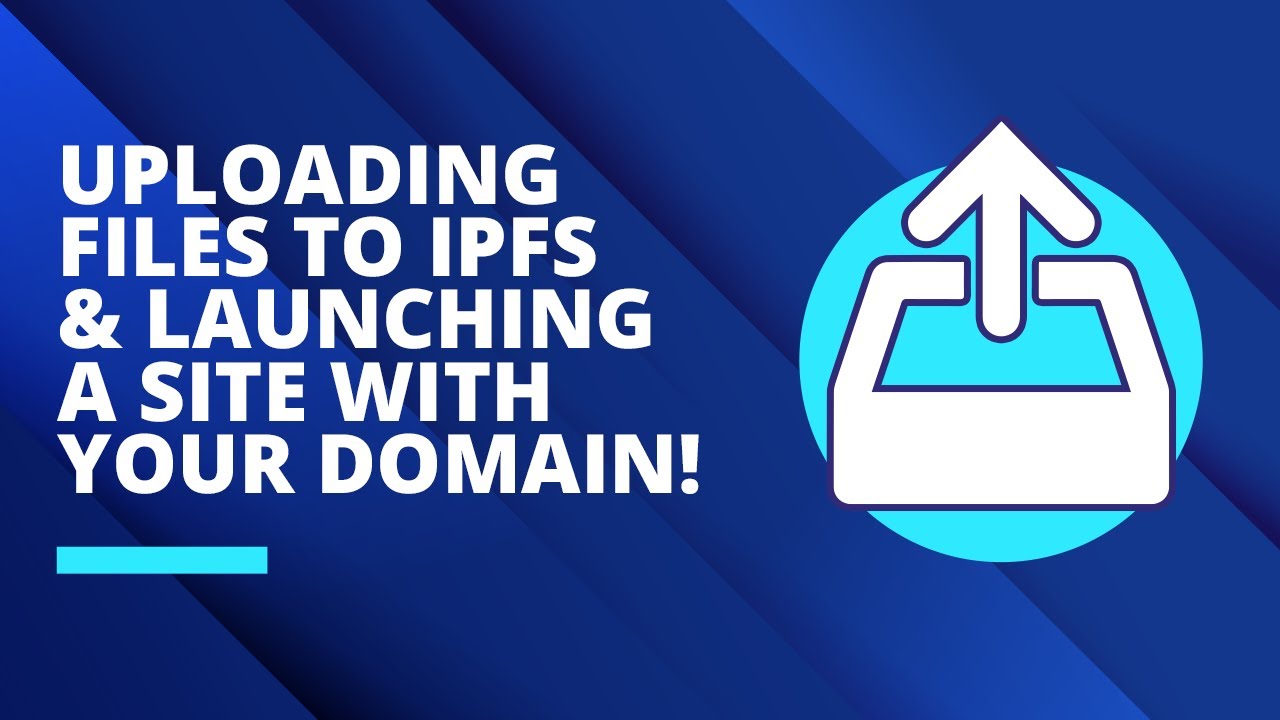 UPLOADING
FILES TO IPFS
& LAUNCHING
A SITE WITH
YOUR DOMAIN!